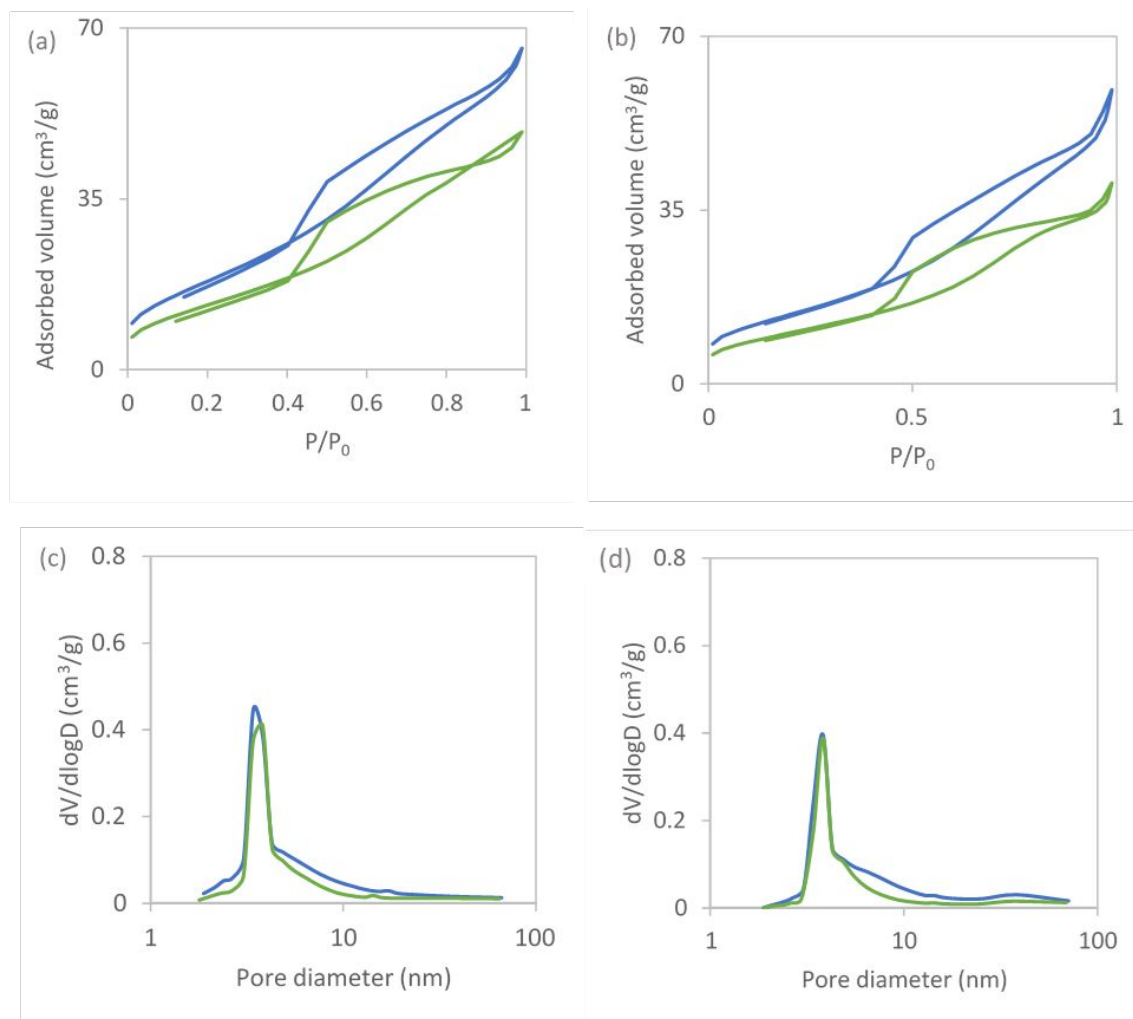 (a)
70
35
0
Adsorbed volume (cm³/g)
0 0.2 0.4 0.6 0.8 1
P/P₀
(b)
70
35
0
Adsorbed volume (cm³/g)
0 0.5 1
P/P₀
(c)
0.8
0.6
0.4
0.2
0
dV/dlogD (cm³/g)
1 10 100
Pore diameter (nm)
(d)
0.8
0.6
0.4
0.2
0
dV/dlogD (cm³/g)
1 10 100
Pore diameter (nm)